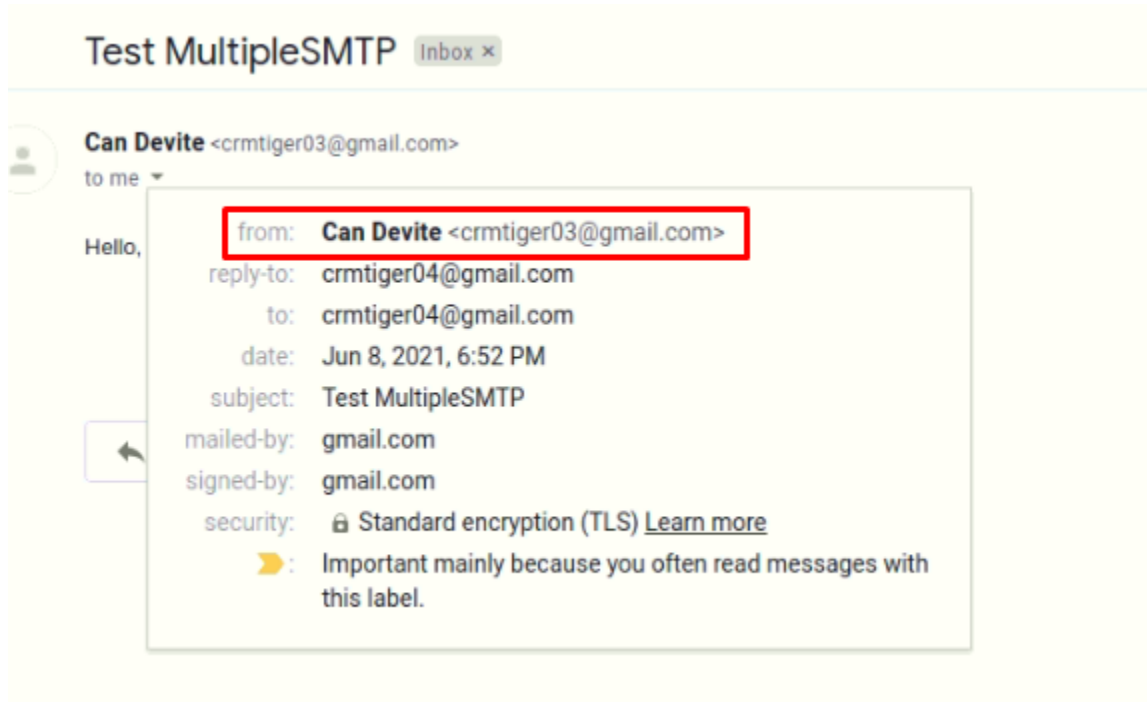 Test MultipleSMTP Inbox ×
Can Devite <crmtiger03@gmail.com>
to me
from: Can Devite <crmtiger03@gmail.com>
Hello,
reply-to: crmtiger04@gmail.com
to: crmtiger04@gmail.com
date: Jun 8, 2021, 6:52 PM
subject: Test MultipleSMTP
mailed-by: gmail.com
signed-by: gmail.com
security: Standard encryption (TLS) Learn more
: Important mainly because you often read messages with
this label.